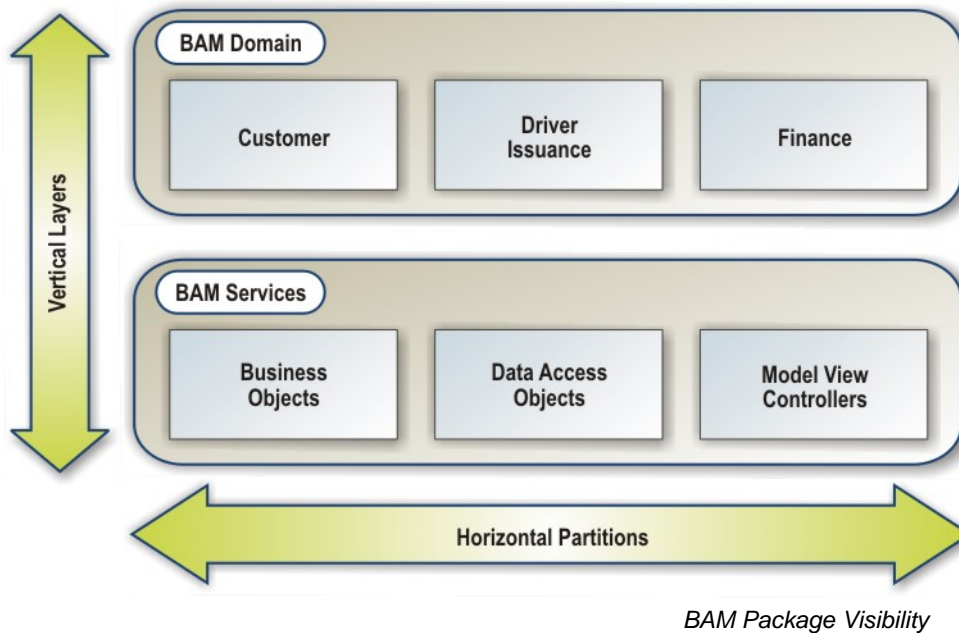 BAM Domain
Customer
Driver
Issuance
Finance
Vertical Layers
BAM Services
Business
Objects
Data Access
Objects
Model View
Controllers
Horizontal Partitions
BAM Package Visibility